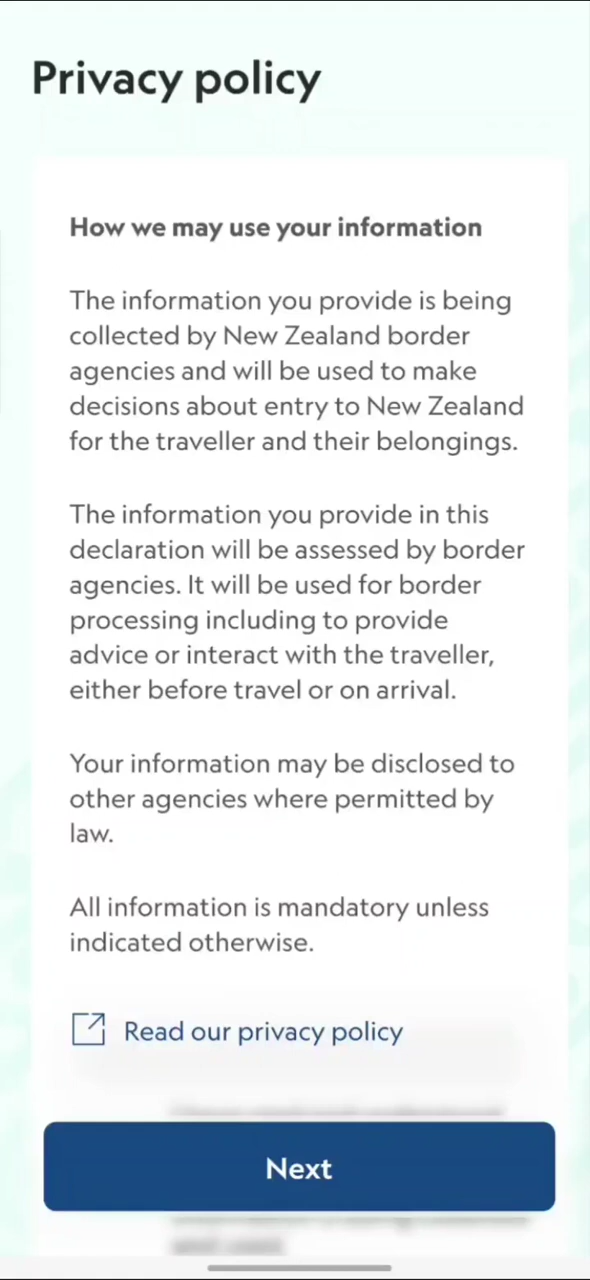 Privacy policy
How we may use your information
The information you provide is being
collected by New Zealand border
agencies and will be used to make
decisions about entry to New Zealand
for the traveller and their belongings.
The information you provide in this
declaration will be assessed by border
agencies. It will be used for border
processing including to provide
advice or interact with the traveller,
either before travel or on arrival.
Your information may be disclosed to
other agencies where permitted by
law.
All information is mandatory unless
indicated otherwise.
Read our privacy policy
Next